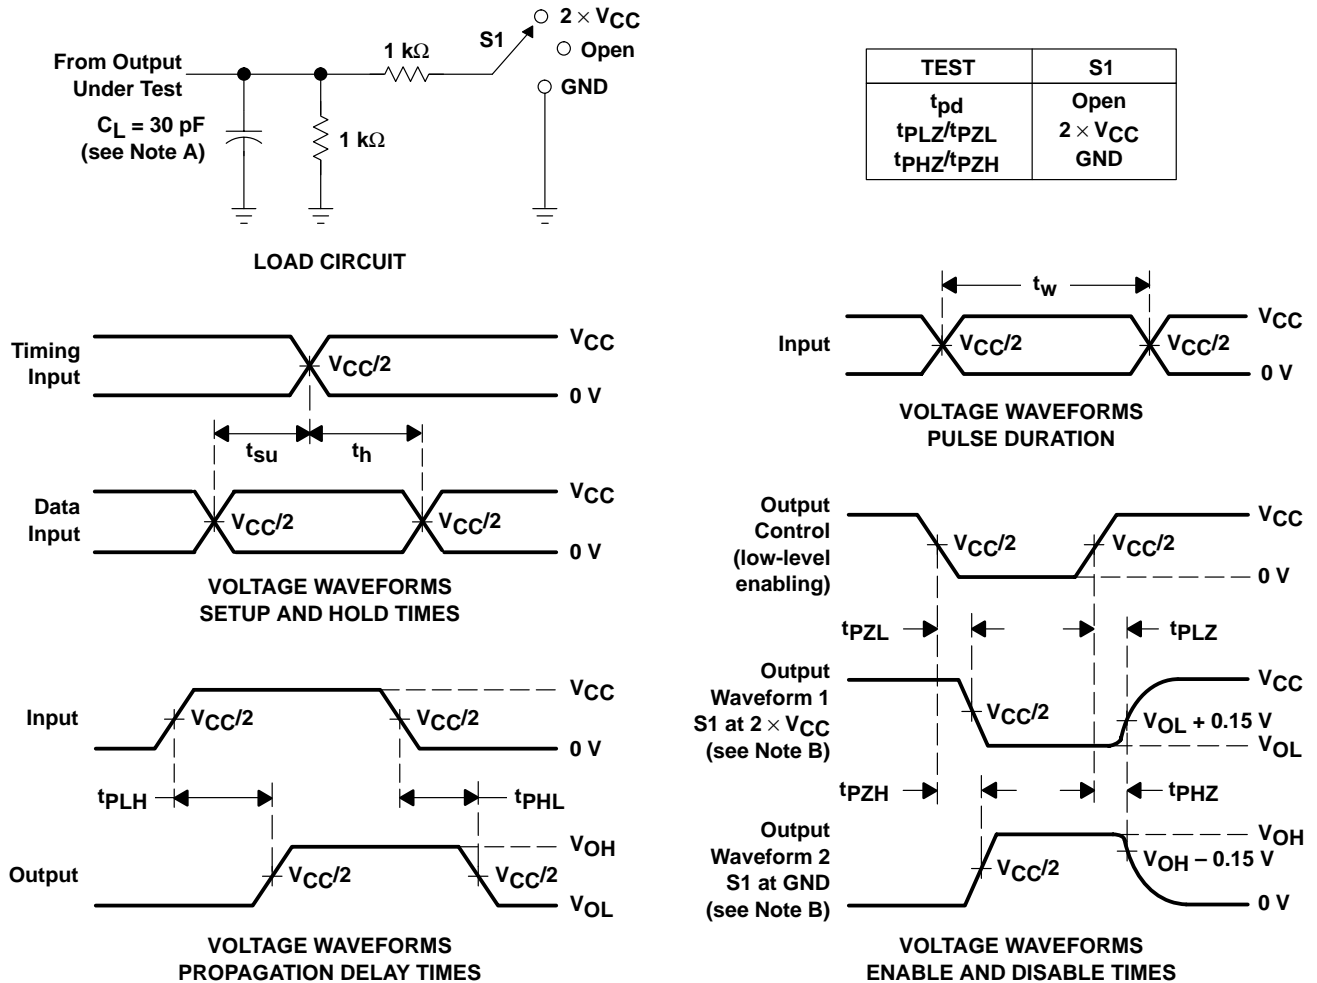 2 × VCC
S1
1 kΩ
Open
From Output
Under Test
GND
CL = 30 pF
(see Note A)
1 kΩ
LOAD CIRCUIT
TEST S1
tpd Open
tPLZ/tPZL 2 × VCC
tPHZ/tPZH GND
tw
Input
VCC/2
VCC/2
VCC
0 V
VOLTAGE WAVEFORMS
PULSE DURATION
Timing
Input
VCC/2
VCC
0 V
tsu
th
Data
Input
VCC/2
VCC/2
VCC
0 V
VOLTAGE WAVEFORMS
SETUP AND HOLD TIMES
Input
VCC/2
VCC/2
VCC
0 V
tPLH
tPHL
Output
VCC/2
VCC/2
VOH
VOL
VOLTAGE WAVEFORMS
PROPAGATION DELAY TIMES
Output
Control
(low-level
enabling)
VCC/2
VCC/2
VCC
0 V
tPZL
tPLZ
Output
Waveform 1
S1 at 2 × VCC
(see Note B)
VCC/2
VCC
VOL + 0.15 V
VOL
tPZH
tPHZ
Output
Waveform 2
S1 at GND
(see Note B)
VCC/2
VOH
VOH − 0.15 V
0 V
VOLTAGE WAVEFORMS
ENABLE AND DISABLE TIMES